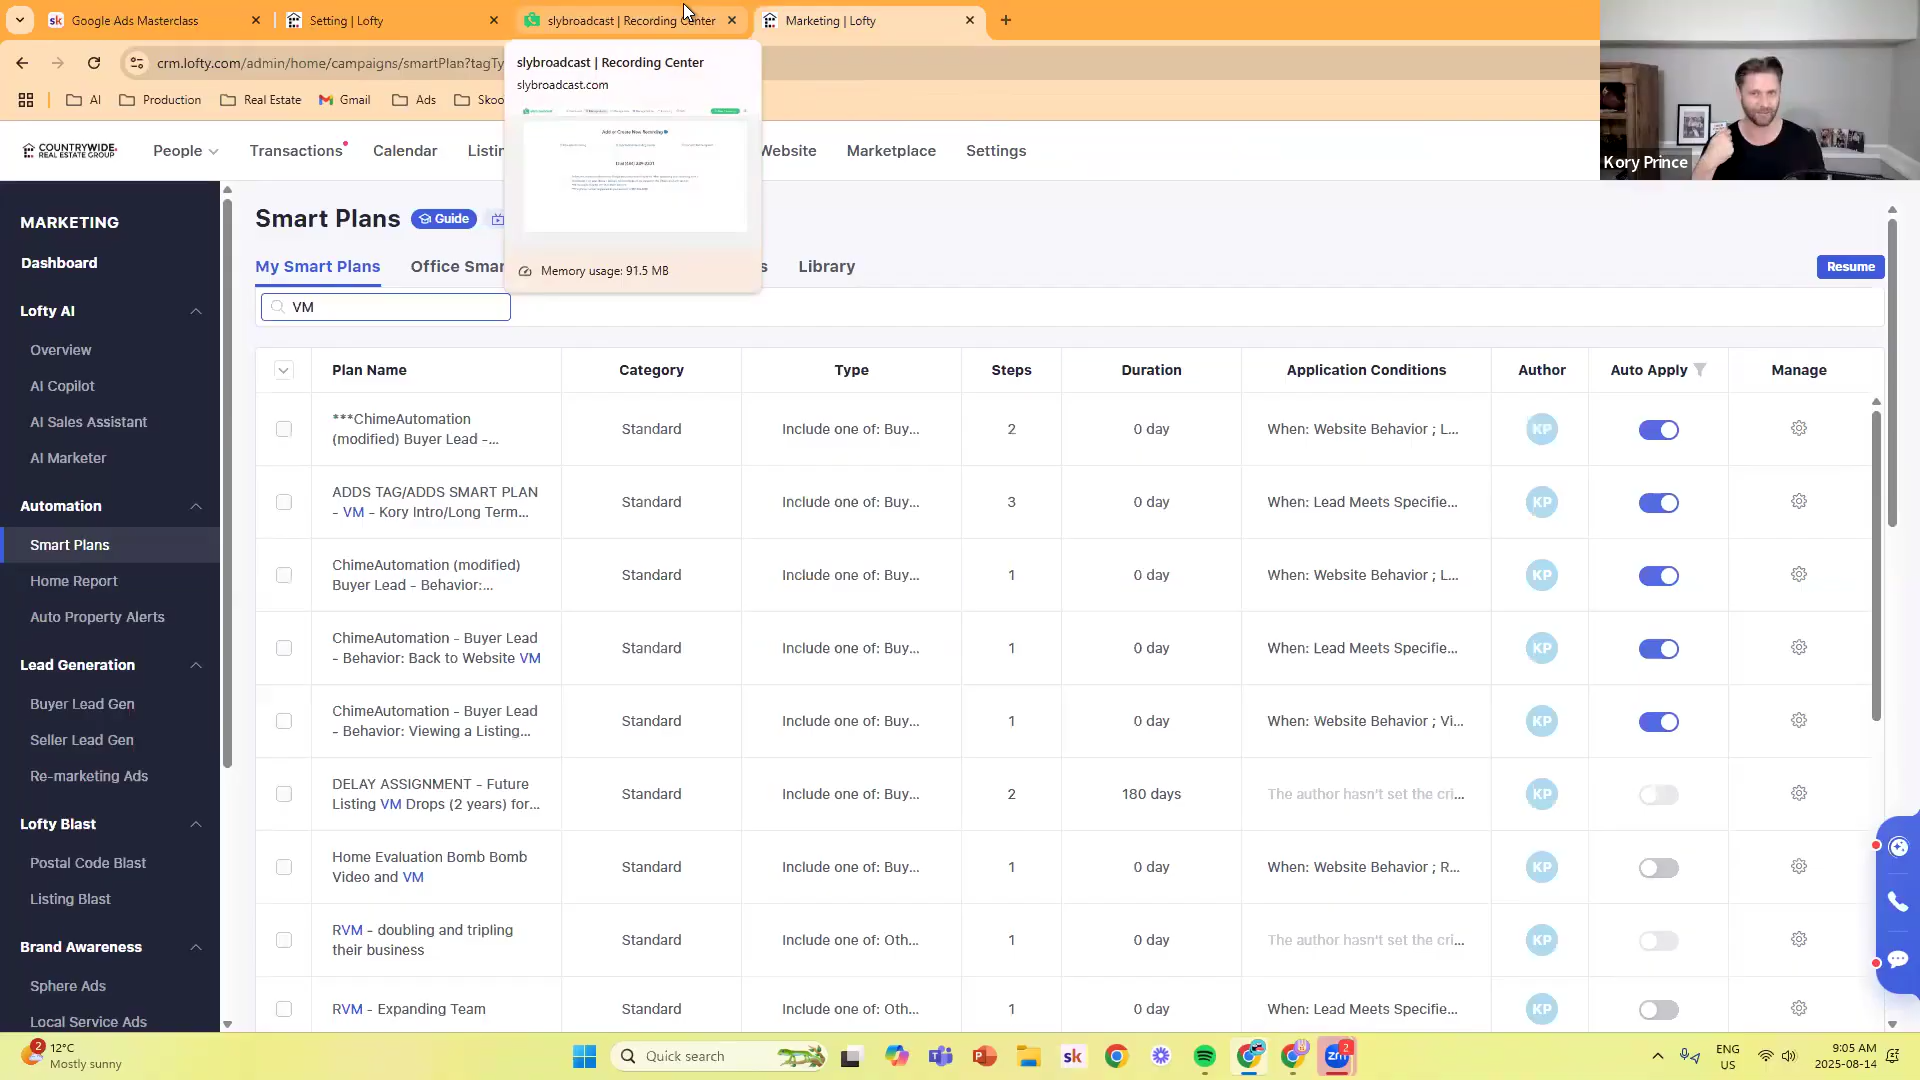 Google Ads Masterclass
Setting | Lofty
slybroadcast | Recording Center
Marketing | Lofty
crm.lofty.com/admin/home/campaigns/smartPlan?tagTy
AI
Production
Real Estate
Gmail
Ads
Skoo
slybroadcast | Recording Center
slybroadcast.com
Add or Create New Recording
Memory usage: 91.5 MB
COUNTRYWIDE
REAL ESTATE GROUP
People
Transactions
Calendar
Listin
Website
Marketplace
Settings
Kory Prince
MARKETING
Dashboard
Lofty AI
Overview
AI Copilot
AI Sales Assistant
AI Marketer
Automation
Smart Plans
Home Report
Auto Property Alerts
Lead Generation
Buyer Lead Gen
Seller Lead Gen
Re-marketing Ads
Lofty Blast
Postal Code Blast
Listing Blast
Brand Awareness
Sphere Ads
Local Service Ads
Smart Plans
Guide
My Smart Plans
Office Smar
s
Library
Resume
VM
Plan Name
Category
Type
Steps
Duration
Application Conditions
Author
Auto Apply
Manage
***ChimeAutomation
(modified) Buyer Lead -...
Standard
Include one of: Buy...
2
0 day
When: Website Behavior ; L...
KP
ADDS TAG/ADDS SMART PLAN
- VM - Kory Intro/Long Term...
Standard
Include one of: Buy...
3
0 day
When: Lead Meets Specifie...
KP
ChimeAutomation (modified)
Buyer Lead - Behavior:...
Standard
Include one of: Buy...
1
0 day
When: Website Behavior ; L...
KP
ChimeAutomation - Buyer Lead
- Behavior: Back to Website VM
Standard
Include one of: Buy...
1
0 day
When: Lead Meets Specifie...
KP
ChimeAutomation - Buyer Lead
- Behavior: Viewing a Listing...
Standard
Include one of: Buy...
1
0 day
When: Website Behavior ; Vi...
KP
DELAY ASSIGNMENT - Future
Listing VM Drops (2 years) for...
Standard
Include one of: Buy...
2
180 days
The author hasn't set the cri...
KP
Home Evaluation Bomb Bomb
Video and VM
Standard
Include one of: Buy...
1
0 day
When: Website Behavior ; R...
KP
RVM - doubling and tripling
their business
Standard
Include one of: Oth...
1
0 day
The author hasn't set the cri...
KP
RVM - Expanding Team
Standard
Include one of: Oth...
1
0 day
When: Lead Meets Specifie...
KP
2
12°C
Mostly sunny
Quick search
ENG
US
9:05 AM
2025-08-14